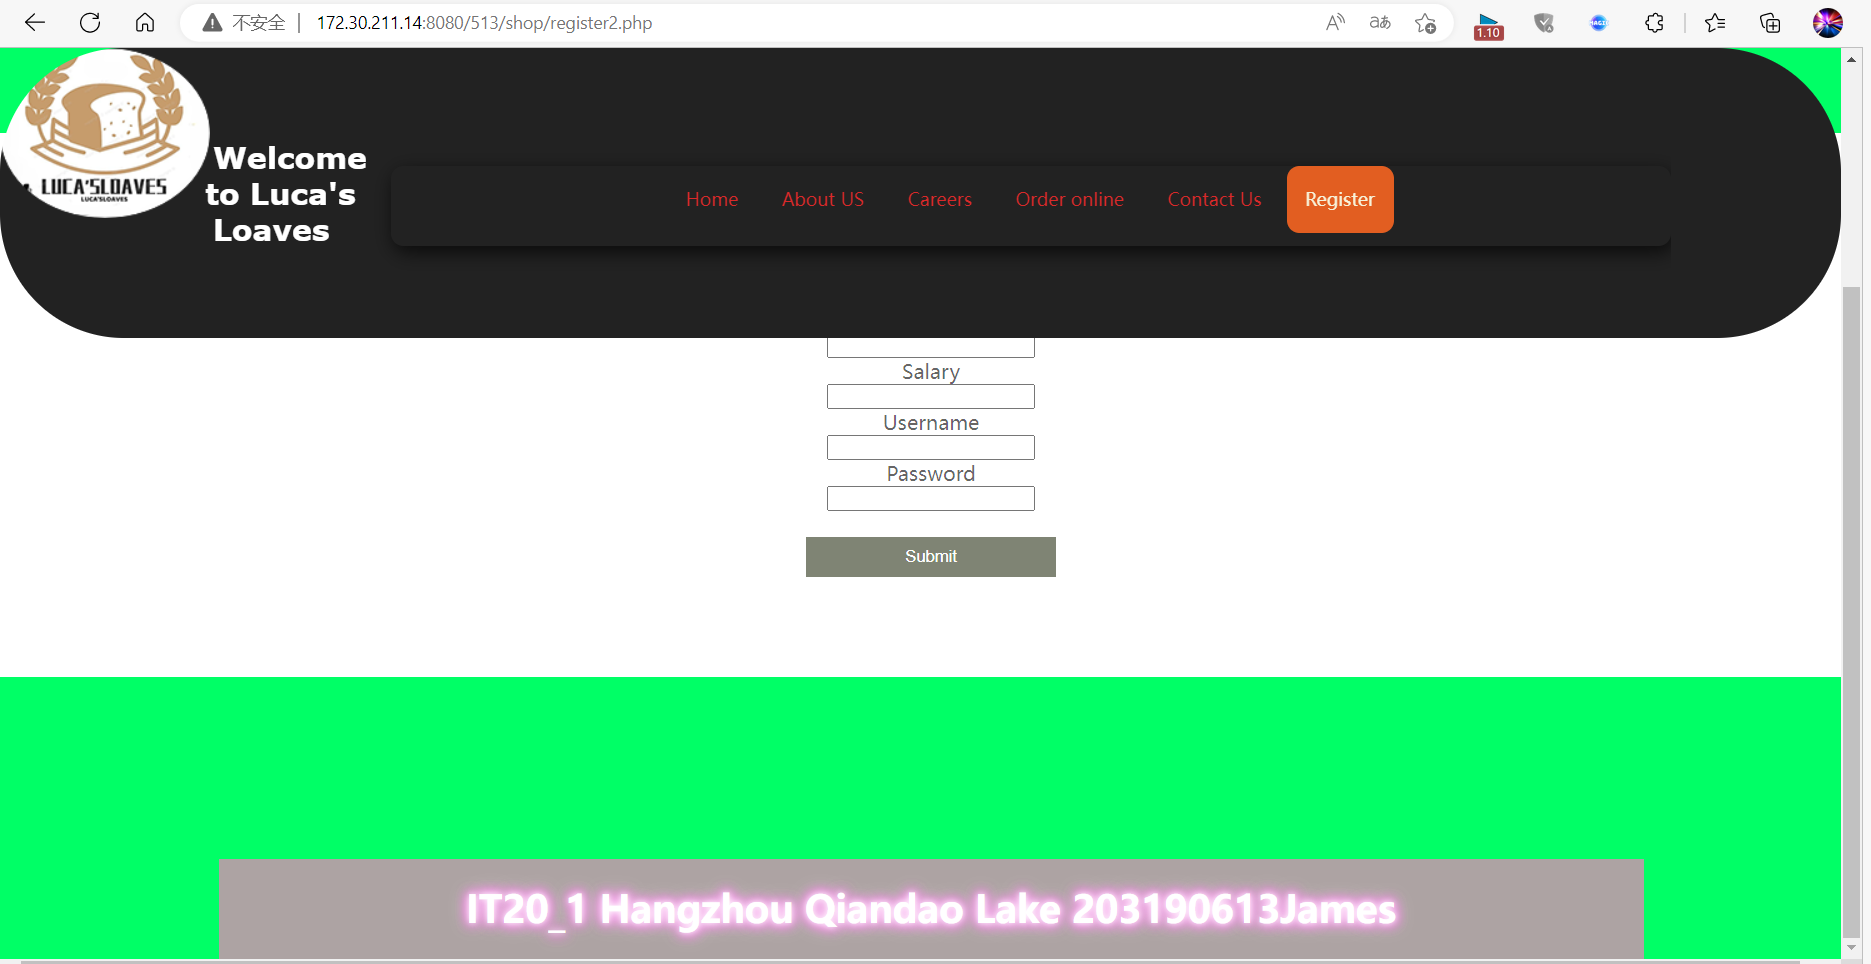 不安全 172.30.211.14:8080/513/shop/register2.php
1.10
LUCA'SLOAVES
LUCA'SLOAVES
Welcome
to Luca's
Loaves
Home About US Careers Order online Contact Us Register
Salary
Username
Password
Submit
IT20_1 Hangzhou Qiandao Lake 203190613James